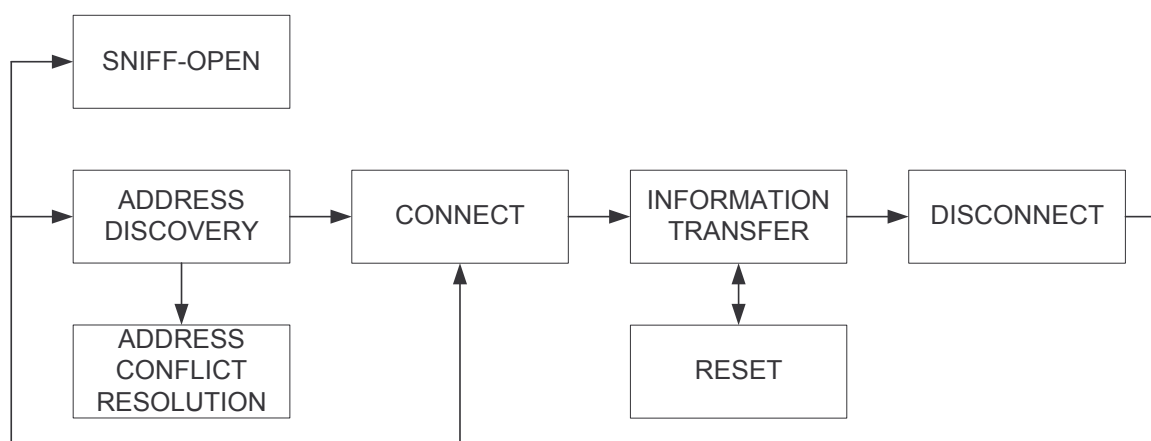 SNIFF-OPEN
ADDRESS
DISCOVERY
CONNECT
INFORMATION
TRANSFER
DISCONNECT
ADDRESS
CONFLICT
RESOLUTION
RESET